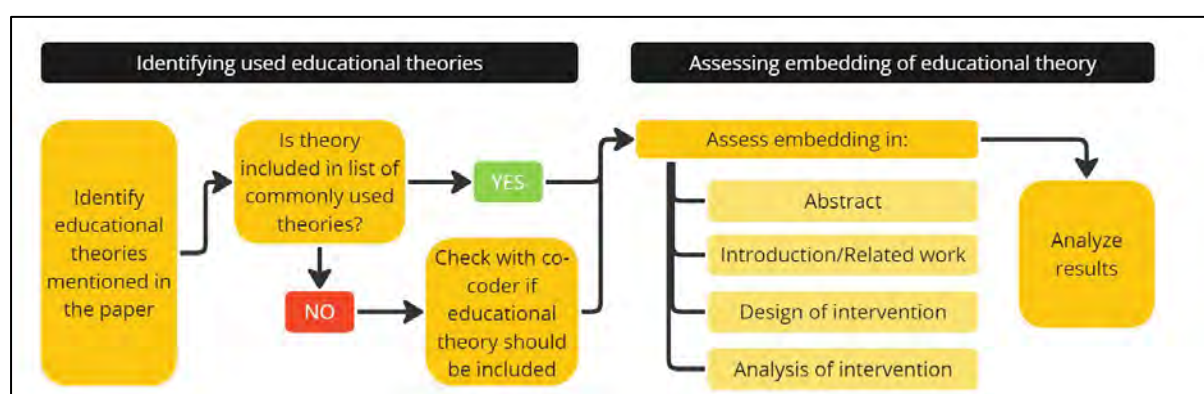 Identifying used educational theories
Assessing embedding of educational theory
Identify
educational
theories
mentioned in
the paper
Is theory
included in list of
commonly used
theories?
YES
NO
Check with co-
coder if
educational
theory should
be included
Assess embedding in:
Abstract
Introduction/Related work
Design of intervention
Analysis of intervention
Analyze
results